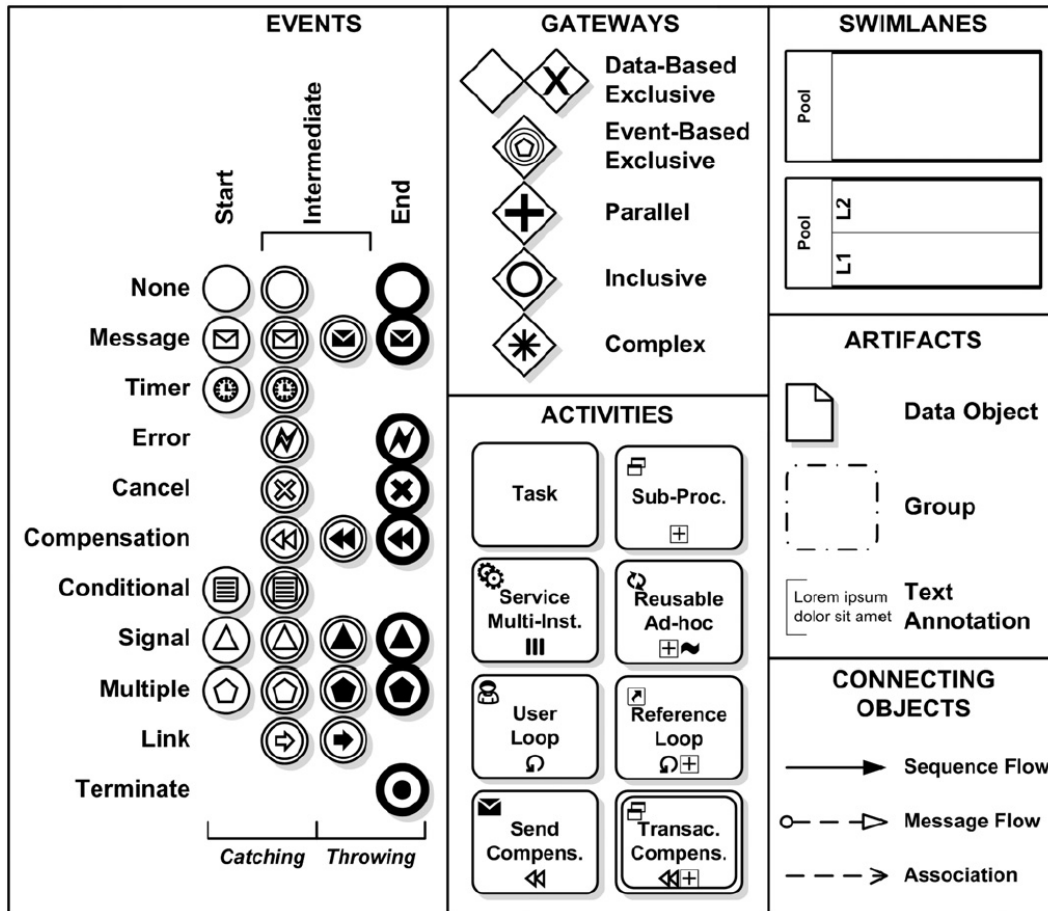 EVENTS
Start
Intermediate
End
None
Message
Timer
Error
Cancel
Compensation
Conditional
Signal
Multiple
Link
Terminate
Catching
Throwing
GATEWAYS
Data-Based
Exclusive
Event-Based
Exclusive
Parallel
Inclusive
Complex
ACTIVITIES
Task
Sub-Proc.
Service
Multi-Inst.
Reusable
Ad-hoc
User
Loop
Reference
Loop
Send
Compens.
Transac.
Compens.
SWIMLANES
Pool
Pool
L2
L1
ARTIFACTS
Data Object
Group
Lorem ipsum
dolor sit amet
Text
Annotation
CONNECTING
OBJECTS
Sequence Flow
Message Flow
Association